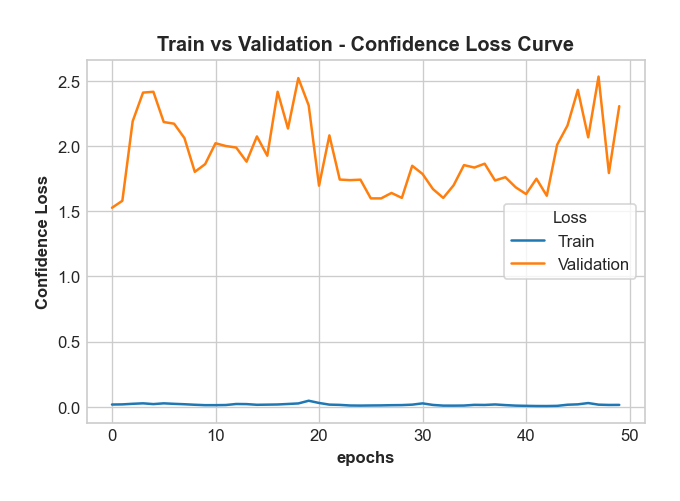 Train vs Validation - Confidence Loss Curve
2.5
2.0
1.5
1.0
0.5
0.0
Confidence Loss
Loss
Train
Validation
0 10 20 30 40 50
epochs